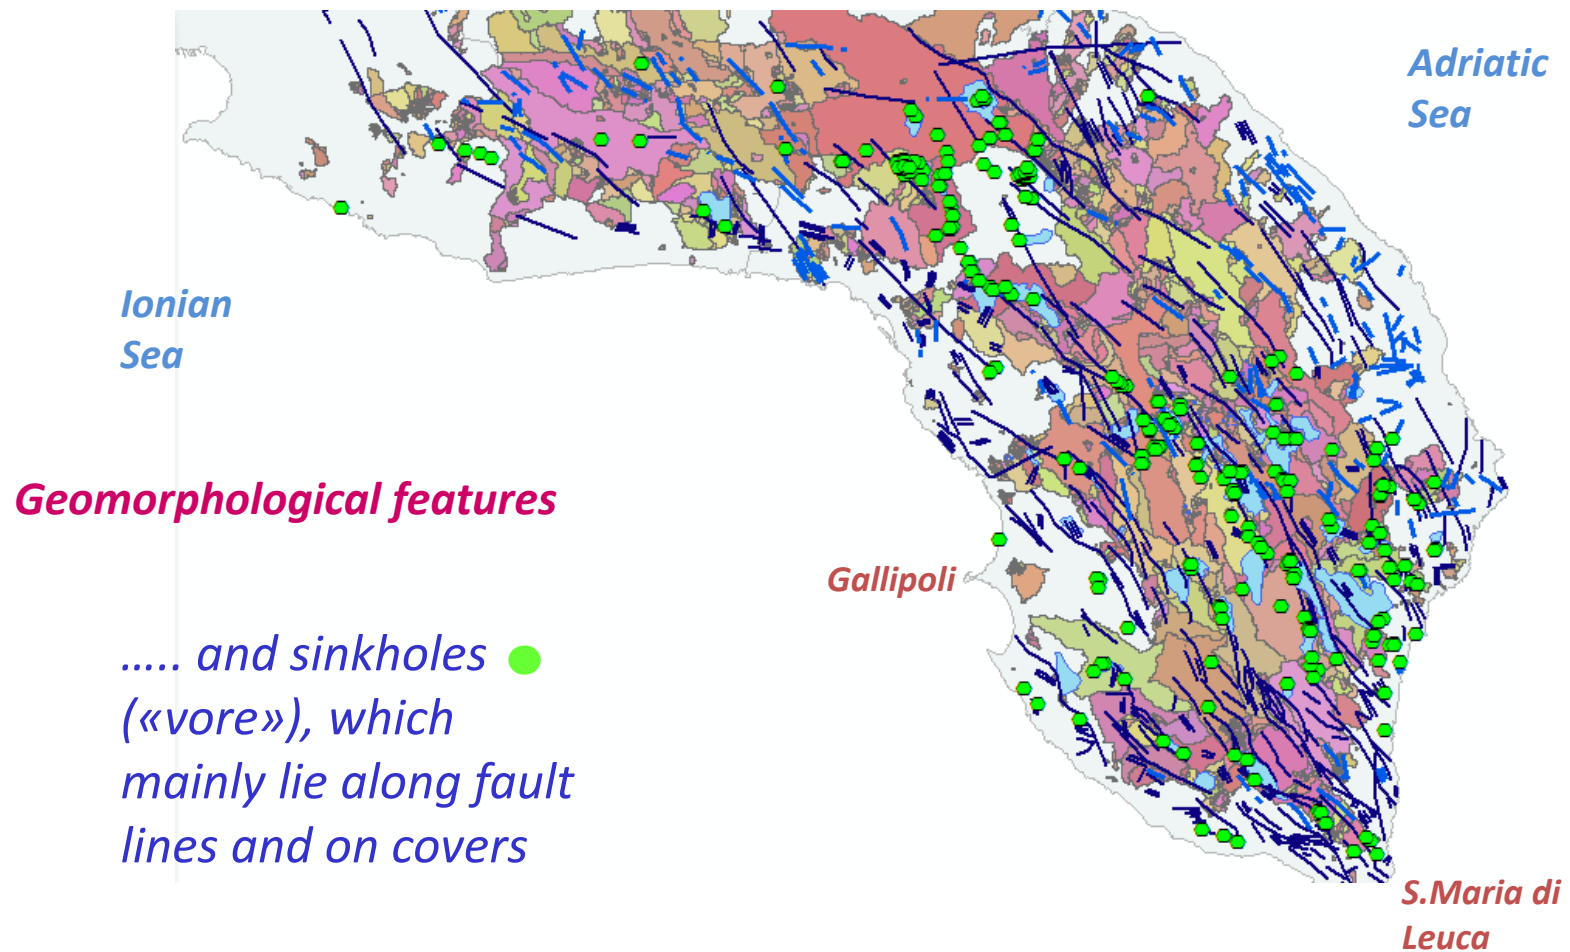 Adriatic
Sea
Ionian
Sea
Geomorphological features
Gallipoli
..... and sinkholes
(«vore»), which
mainly lie along fault
lines and on covers
S.Maria di
Leuca